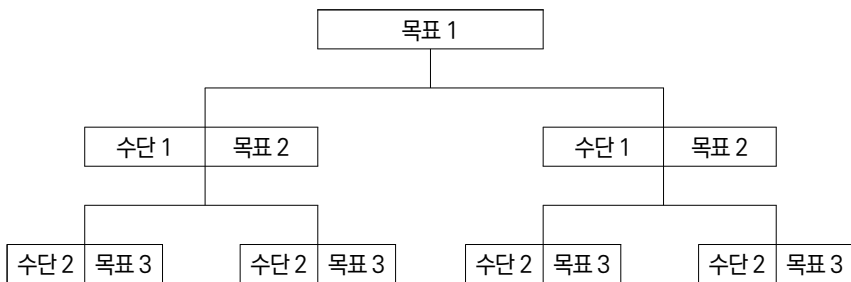 목표 1
수단 1 목표 2 수단 1 목표 2
수단 2 목표 3 수단 2 목표 3 수단 2 목표 3 수단 2 목표 3